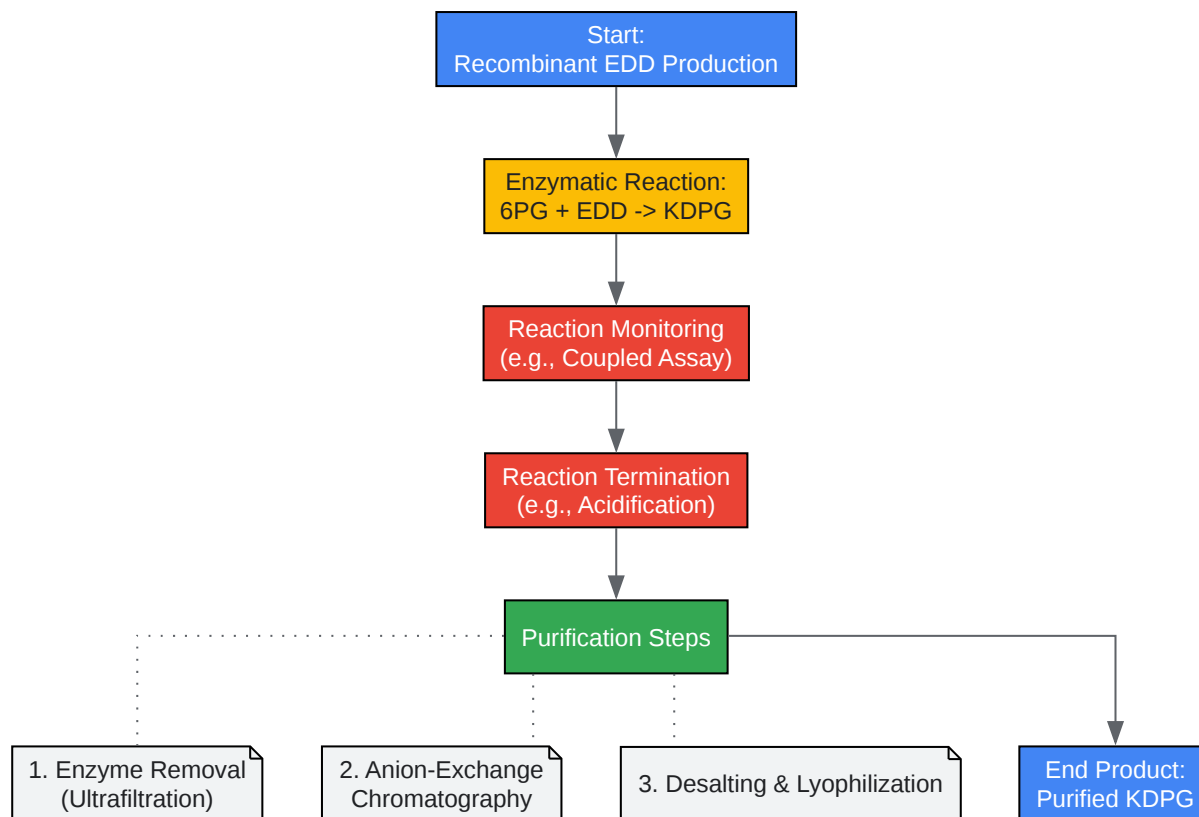 Start:
Recombinant EDD Production
Enzymatic Reaction:
6PG + EDD -> KDPG
Reaction Monitoring
(e.g., Coupled Assay)
Reaction Termination
(e.g., Acidification)
Purification Steps
1. Enzyme Removal
(Ultrafiltration)
2. Anion-Exchange
Chromatography
3. Desalting & Lyophilization
End Product:
Purified KDPG